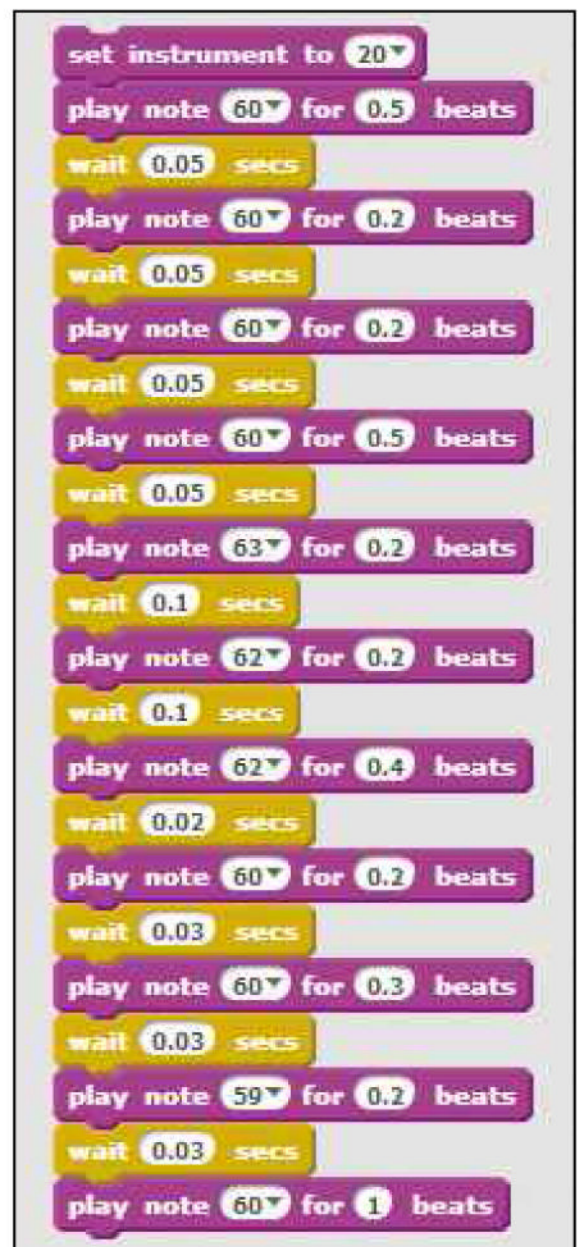 set instrument to 20
play note 60 for 0.5 beats
wait 0.05 secs
play note 60 for 0.2 beats
wait 0.05 secs
play note 60 for 0.2 beats
wait 0.05 secs
play note 60 for 0.5 beats
wait 0.05 secs
play note 63 for 0.2 beats
wait 0.1 secs
play note 62 for 0.2 beats
wait 0.1 secs
play note 62 for 0.4 beats
wait 0.02 secs
play note 60 for 0.2 beats
wait 0.03 secs
play note 60 for 0.3 beats
wait 0.03 secs
play note 59 for 0.2 beats
wait 0.03 secs
play note 60 for 1 beats